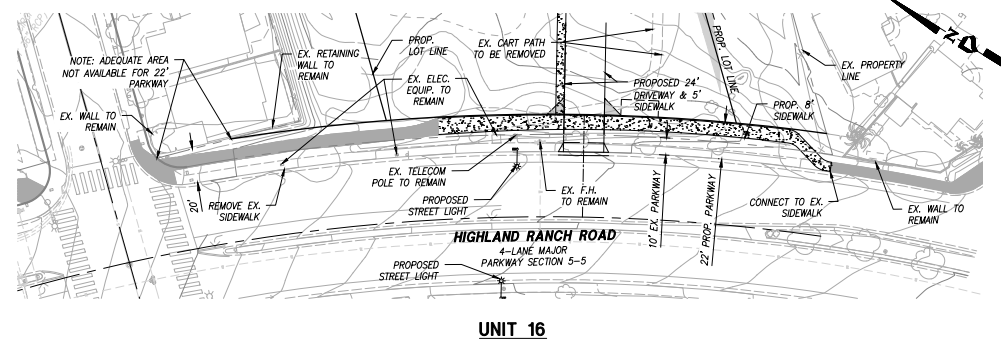 NOTE: ADEQUATE AREA
NOT AVAILABLE FOR 22'
PARKWAY
EX. WALL TO
REMAIN
EX. RETAINING
WALL TO
REMAIN
PROP.
LOT LINE
EX. ELEC.
EQUIP. TO
REMAIN
EX. CART PATH
TO BE REMOVED
PROPOSED 24'
DRIVEWAY & 5'
SIDEWALK
PROP. LOT LINE
PROP. 8'
SIDEWALK
EX. PROPERTY
LINE
N
20'
REMOVE EX.
SIDEWALK
EX. TELECOM
POLE TO REMAIN
PROPOSED
STREET LIGHT
EX. F.H.
TO REMAIN
10' EX. PARKWAY
22' PROP. PARKWAY
CONNECT TO EX.
SIDEWALK
EX. WALL TO
REMAIN
HIGHLAND RANCH ROAD
4-LANE MAJOR
PARKWAY SECTION 5-5
PROPOSED
STREET LIGHT
UNIT 16